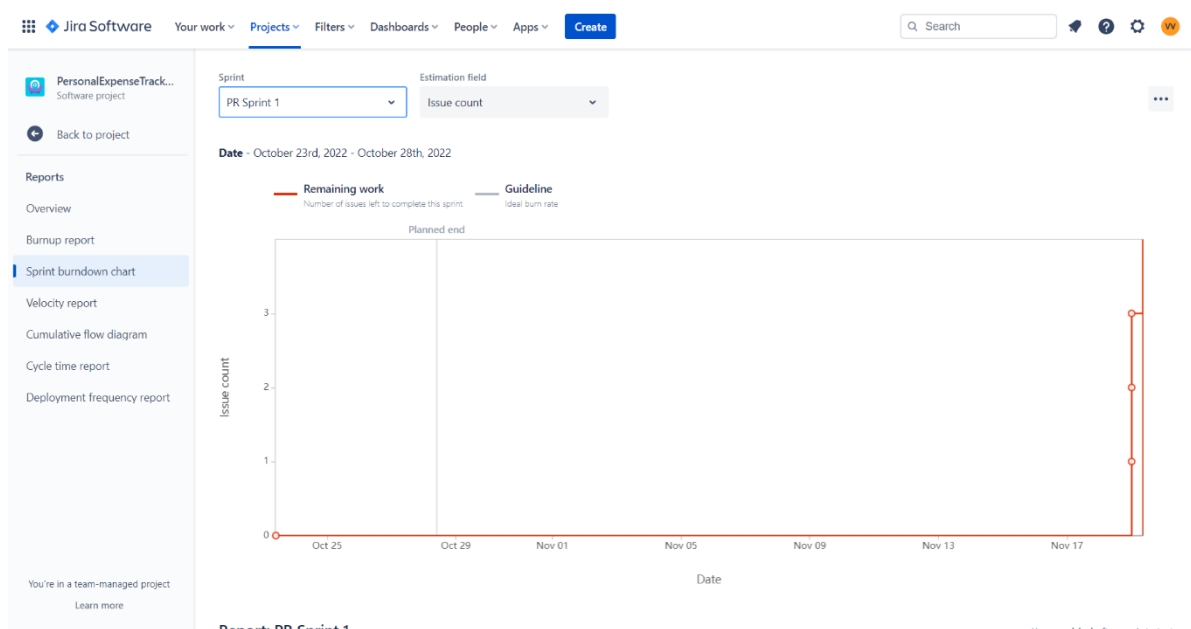 Jira Software Your work Projects Filters Dashboards People Apps Create Search VV
PersonalExpenseTrack...
Software project
Back to project
Reports
Overview
Burnup report
Sprint burndown chart
Velocity report
Cumulative flow diagram
Cycle time report
Deployment frequency report
You're in a team-managed project
Learn more
Sprint Estimation field
PR Sprint 1 Issue count
Date - October 23rd, 2022 - October 28th, 2022
Remaining work Guideline
Number of issues left to complete this sprint Ideal burn rate
Planned end
3
2
1
0
Issue count
Oct 25 Oct 29 Nov 01 Nov 05 Nov 09 Nov 13 Nov 17
Date
Report: PR Sprint 1